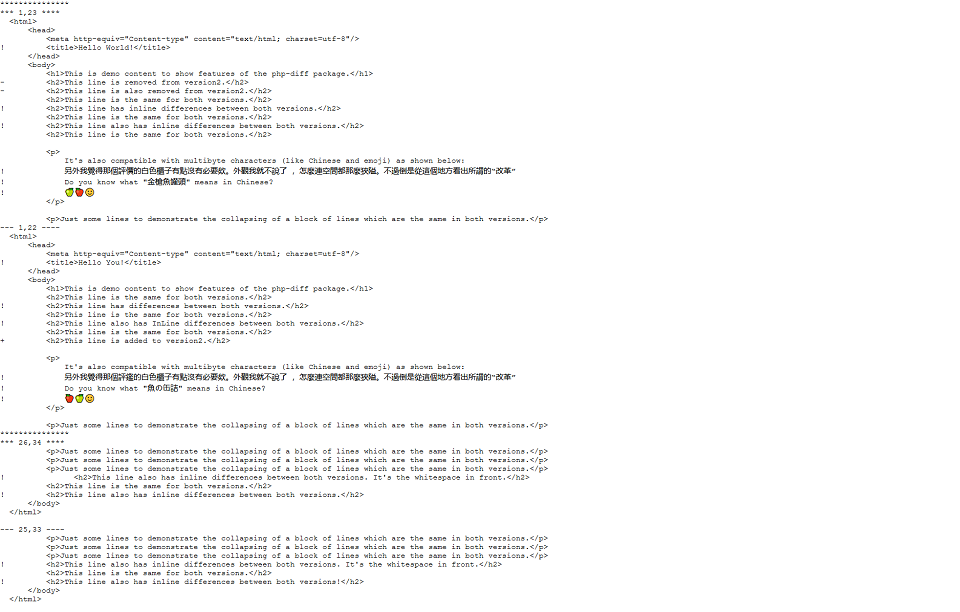 ***************
*** 1,23 ****
  <html>
      <head>
          <meta http-equiv="Content-type" content="text/html; charset=utf-8"/>
!         <title>Hello World!</title>
      </head>
      <body>
          <h1>This is demo content to show features of the php-diff package.</h1>
-         <h2>This line is removed from version2.</h2>
-         <h2>This line is also removed from version2.</h2>
          <h2>This line is the same for both versions.</h2>
!         <h2>This line has inline differences between both versions.</h2>
          <h2>This line is the same for both versions.</h2>
!         <h2>This line also has inline differences between both versions.</h2>
          <h2>This line is the same for both versions.</h2>

          <p>
              It's also compatible with multibyte characters (like Chinese and emoji) as shown below:
!             另外我覺得那個評價的白色櫃子有點沒有必要欸。外觀我就不說了 ，怎麼連空間都那麼狹隘。不過倒是從這個地方看出所謂的"改革"
!             Do you know what "金槍魚罐頭" means in Chinese?
!             🍏🍎🙂
          </p>

          <p>Just some lines to demonstrate the collapsing of a block of lines which are the same in both versions.</p>
--- 1,22 ----
  <html>
      <head>
          <meta http-equiv="Content-type" content="text/html; charset=utf-8"/>
!         <title>Hello You!</title>
      </head>
      <body>
          <h1>This is demo content to show features of the php-diff package.</h1>
          <h2>This line is the same for both versions.</h2>
!         <h2>This line has differences between both versions.</h2>
          <h2>This line is the same for both versions.</h2>
!         <h2>This line also has InLine differences between both versions.</h2>
          <h2>This line is the same for both versions.</h2>
+         <h2>This line is added to version2.</h2>

          <p>
              It's also compatible with multibyte characters (like Chinese and emoji) as shown below:
!             另外我覺得那個評鑑的白色櫃子有點沒有必要欸。外觀我就不說了 ，怎麼連空間都那麼狹隘。不過倒是從這個地方看出所謂的"改革"
!             Do you know what "魚の缶詰" means in Chinese?
!             🍎🍏🙂
          </p>

          <p>Just some lines to demonstrate the collapsing of a block of lines which are the same in both versions.</p>
***************
*** 26,34 ****
          <p>Just some lines to demonstrate the collapsing of a block of lines which are the same in both versions.</p>
          <p>Just some lines to demonstrate the collapsing of a block of lines which are the same in both versions.</p>
          <p>Just some lines to demonstrate the collapsing of a block of lines which are the same in both versions.</p>
!               <h2>This line also has inline differences between both versions. It's the whitespace in front.</h2>
          <h2>This line is the same for both versions.</h2>
!         <h2>This line also has inline differences between both versions.</h2>
      </body>
  </html>

--- 25,33 ----
          <p>Just some lines to demonstrate the collapsing of a block of lines which are the same in both versions.</p>
          <p>Just some lines to demonstrate the collapsing of a block of lines which are the same in both versions.</p>
          <p>Just some lines to demonstrate the collapsing of a block of lines which are the same in both versions.</p>
!         <h2>This line also has inline differences between both versions. It's the whitespace in front.</h2>
          <h2>This line is the same for both versions.</h2>
!         <h2>This line also has inline differences between both versions!</h2>
      </body>
  </html>